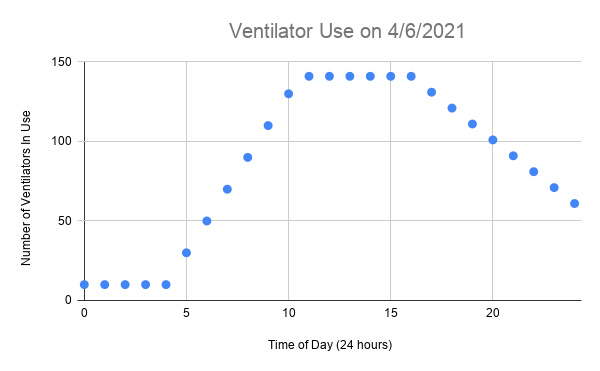 Ventilator Use on 4/6/2021
Number of Ventilators In Use
150
100
50
0
0 5 10 15 20
Time of Day (24 hours)